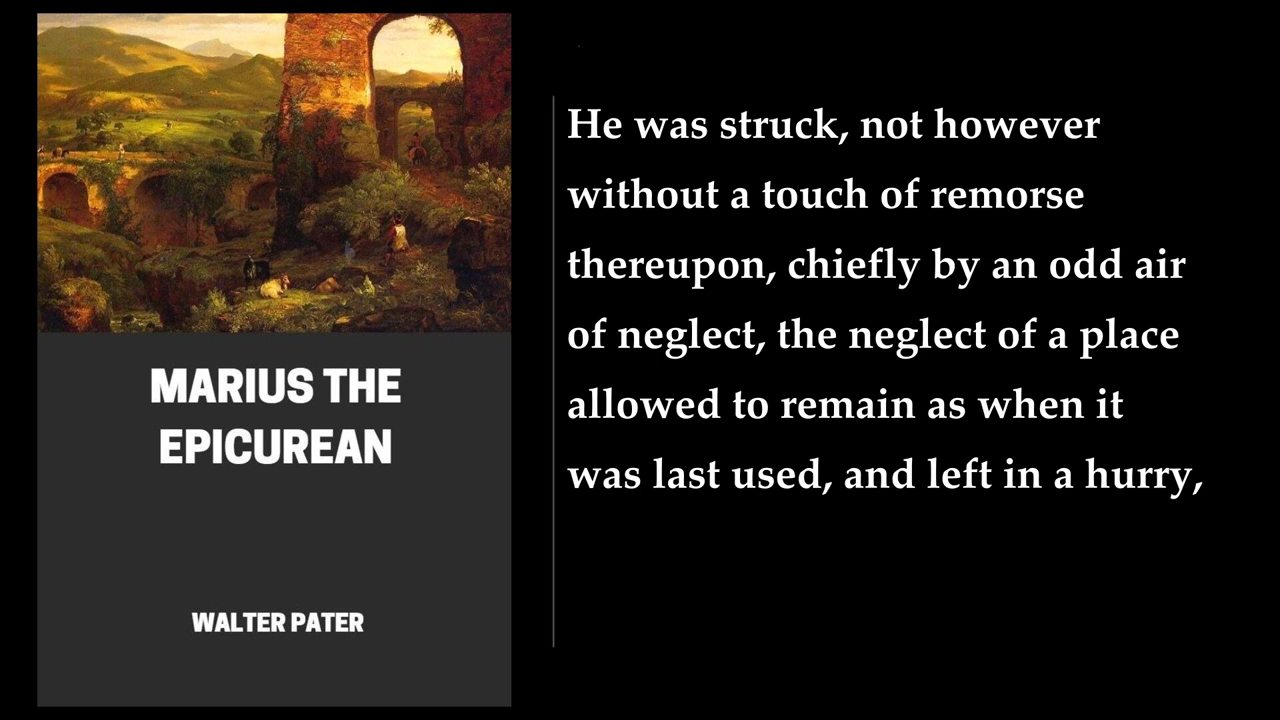 MARIUS THE
EPICUREAN
WALTER PATER
He was struck, not however
without a touch of remorse
thereupon, chiefly by an odd air
of neglect, the neglect of a place
allowed to remain as when it
was last used, and left in a hurry,